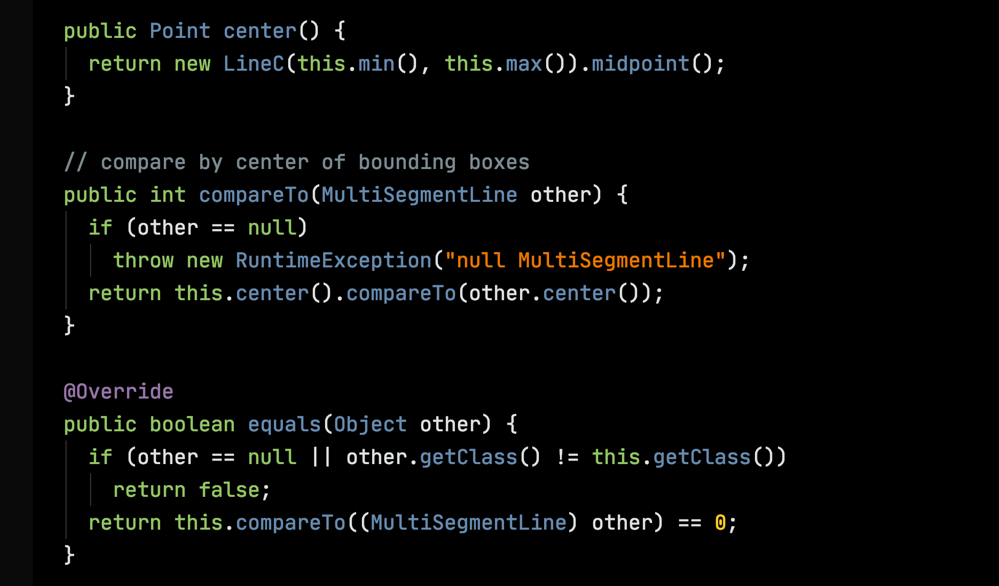 public Point center() {
  return new LineC(this.min(), this.max()).midpoint();
}

// compare by center of bounding boxes
public int compareTo(MultiSegmentLine other) {
  if (other == null)
    throw new RuntimeException("null MultiSegmentLine");
  return this.center().compareTo(other.center());
}

@Override
public boolean equals(Object other) {
  if (other == null || other.getClass() != this.getClass())
    return false;
  return this.compareTo((MultiSegmentLine) other) == 0;
}